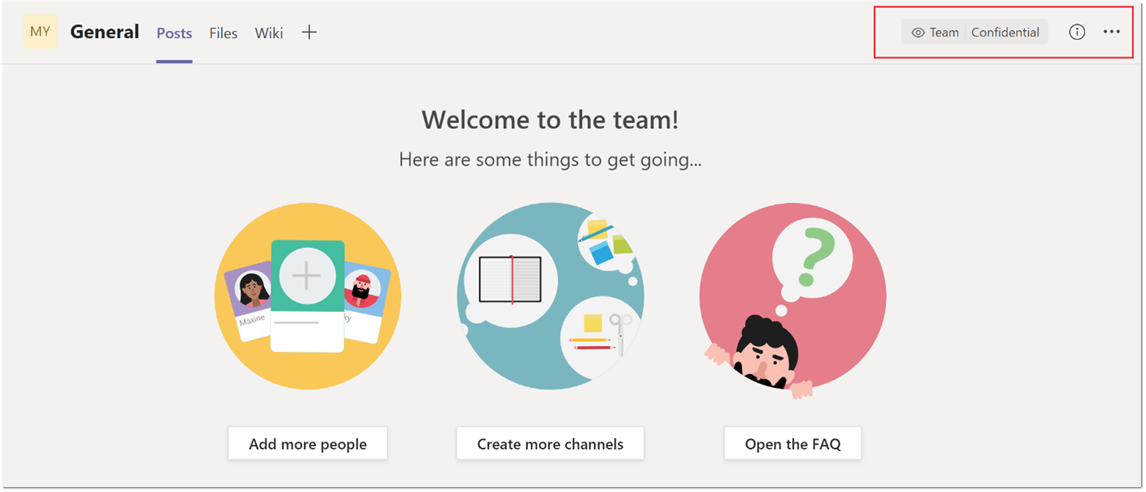 MY General Posts Files Wiki Team Confidential
Welcome to the team!
Here are some things to get going...
Maxine
ky
Add more people Create more channels Open the FAQ